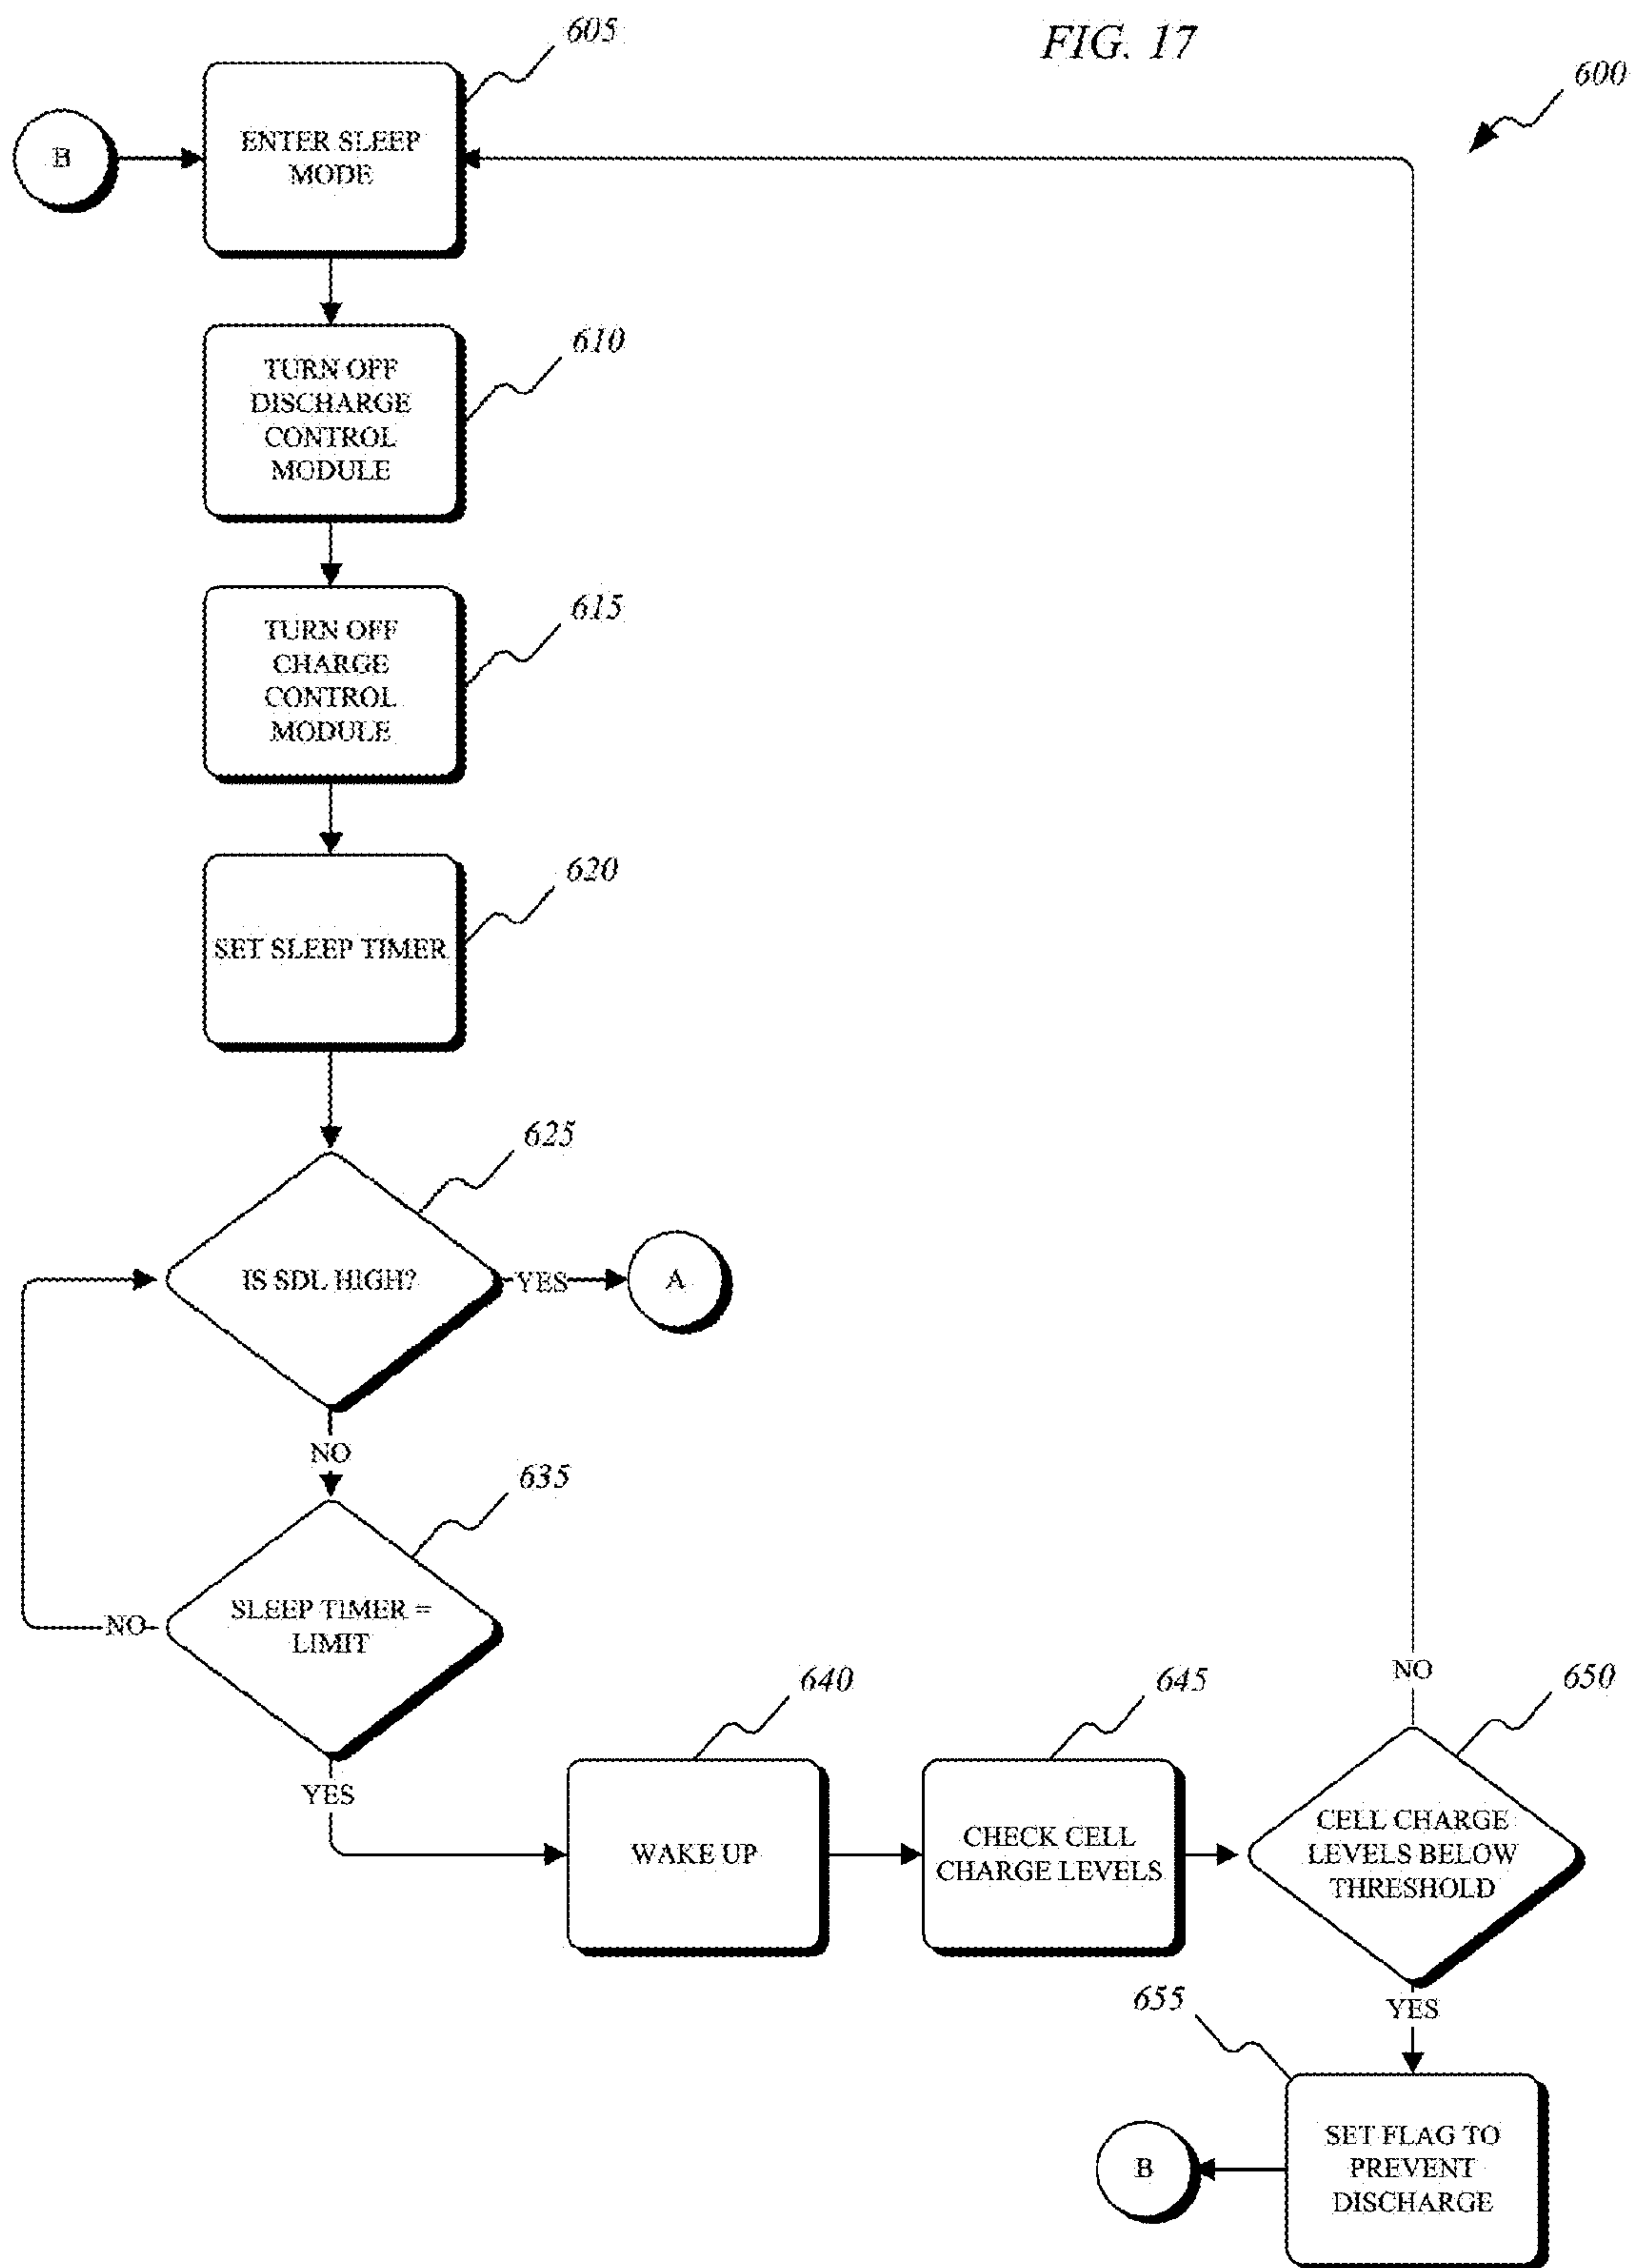 FIG. 17
600
605
B
ENTER SLEEP
MODE
610
TURN OFF
DISCHARGE
CONTROL
MODULE
615
TURN OFF
CHARGE
CONTROL
MODULE
620
SET SLEEP TIMER
625
IS SDL HIGH?
YES
A
NO
635
SLEEP TIMER =
LIMIT
NO
YES
640
WAKE UP
645
CHECK CELL
CHARGE LEVELS
650
NO
CELL CHARGE
LEVELS BELOW
THRESHOLD
YES
655
SET FLAG TO
PREVENT
DISCHARGE
B